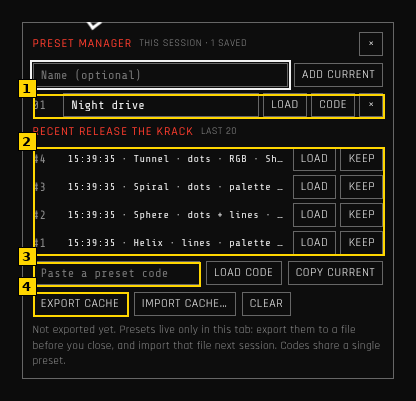 PRESET MANAGER THIS SESSION · 1 SAVED ×
Name (optional) ADD CURRENT
1
01 Night drive LOAD CODE ×
RECENT RELEASE THE KRACK LAST 20
2
#4 15:39:35 · Tunnel · dots · RGB · Sh… LOAD KEEP
#3 15:39:35 · Spiral · dots · palette … LOAD KEEP
#2 15:39:35 · Sphere · dots + lines · … LOAD KEEP
#1 15:39:35 · Helix · lines · palette … LOAD KEEP
3
Paste a preset code LOAD CODE COPY CURRENT
4
EXPORT CACHE IMPORT CACHE… CLEAR
Not exported yet. Presets live only in this tab: export them to a file
before you close, and import that file next session. Codes share a single
preset.